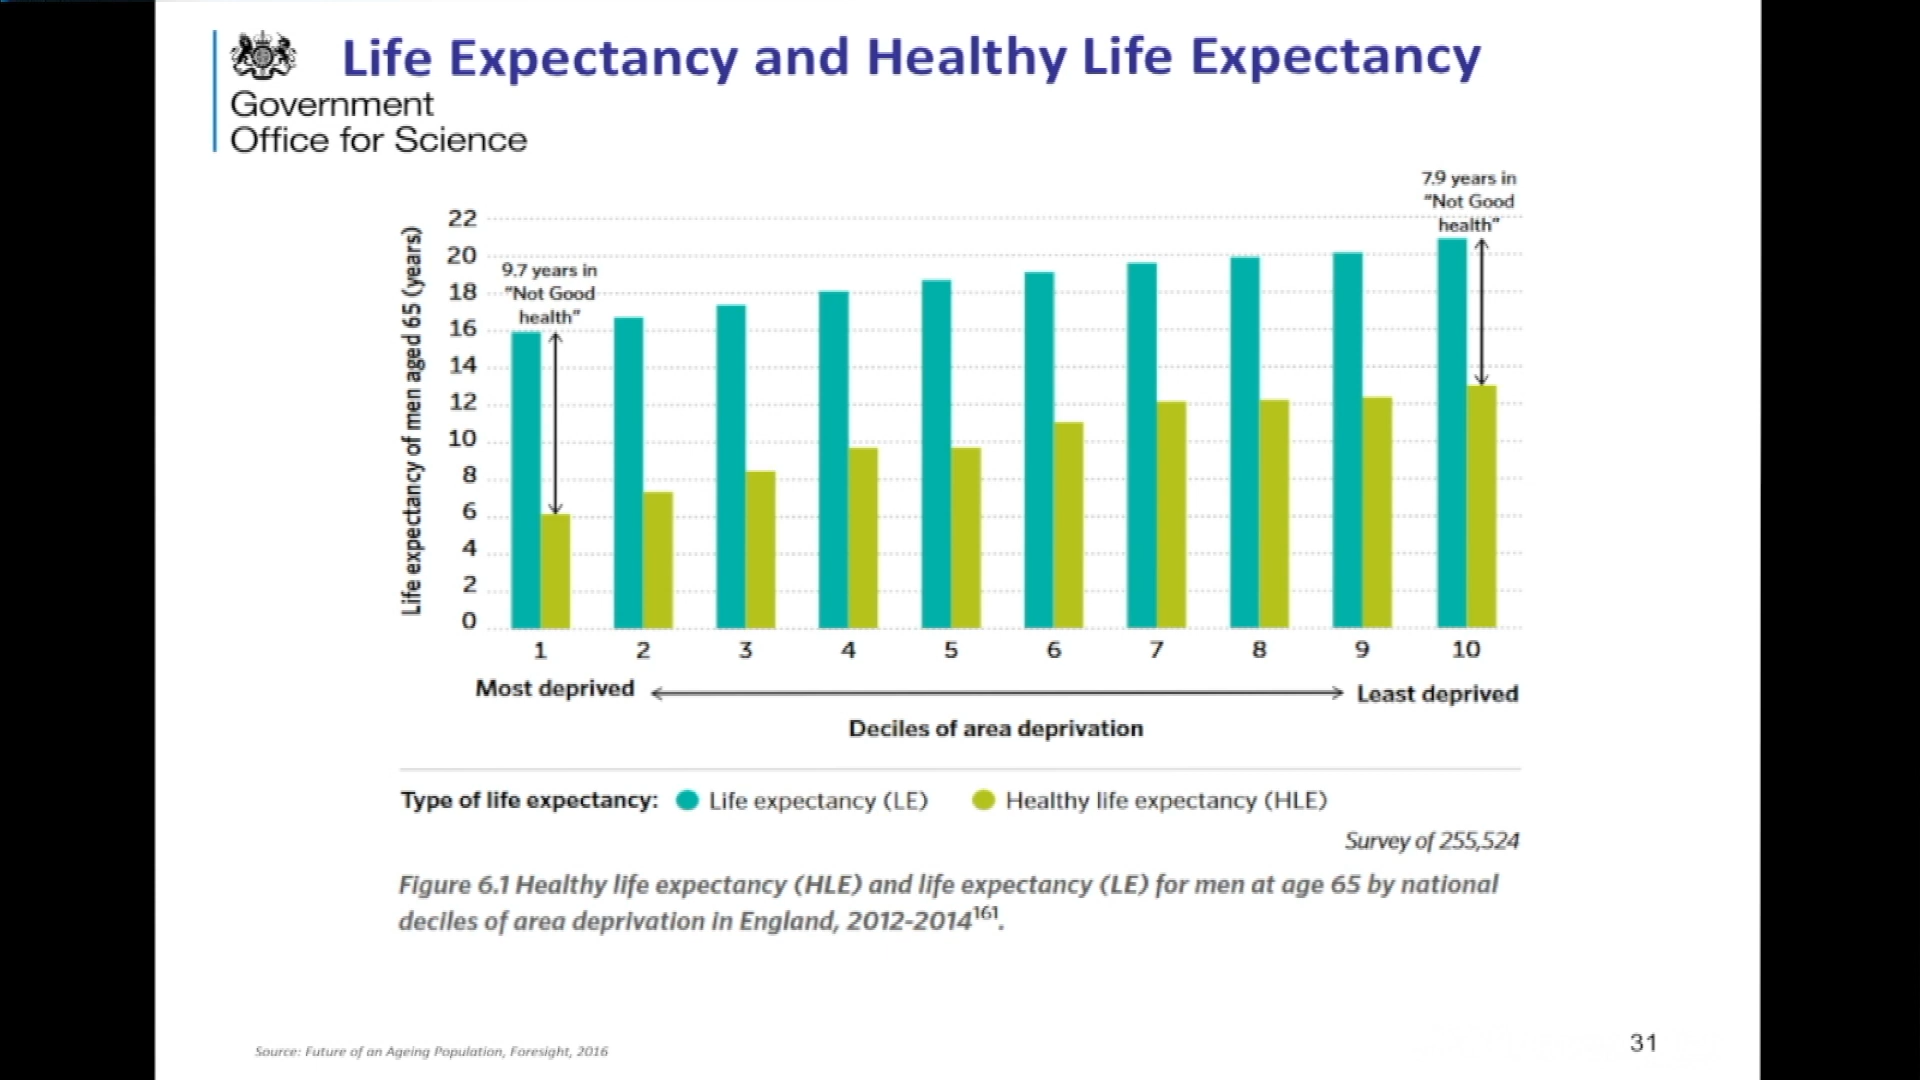 Life Expectancy and Healthy Life Expectancy
Government
Office for Science
7.9 years in
"Not Good
health"
9.7 years in
"Not Good
health"
Life expectancy of men aged 65 (years)
22
20
18
16
14
12
10
8
6
4
2
0
1 2 3 4 5 6 7 8 9 10
Most deprived Least deprived
Deciles of area deprivation
Type of life expectancy: Life expectancy (LE) Healthy life expectancy (HLE)
Survey of 255,524
Figure 6.1 Healthy life expectancy (HLE) and life expectancy (LE) for men at age 65 by national
deciles of area deprivation in England, 2012-2014¹⁶¹.
Source: Future of an Ageing Population, Foresight, 2016
31